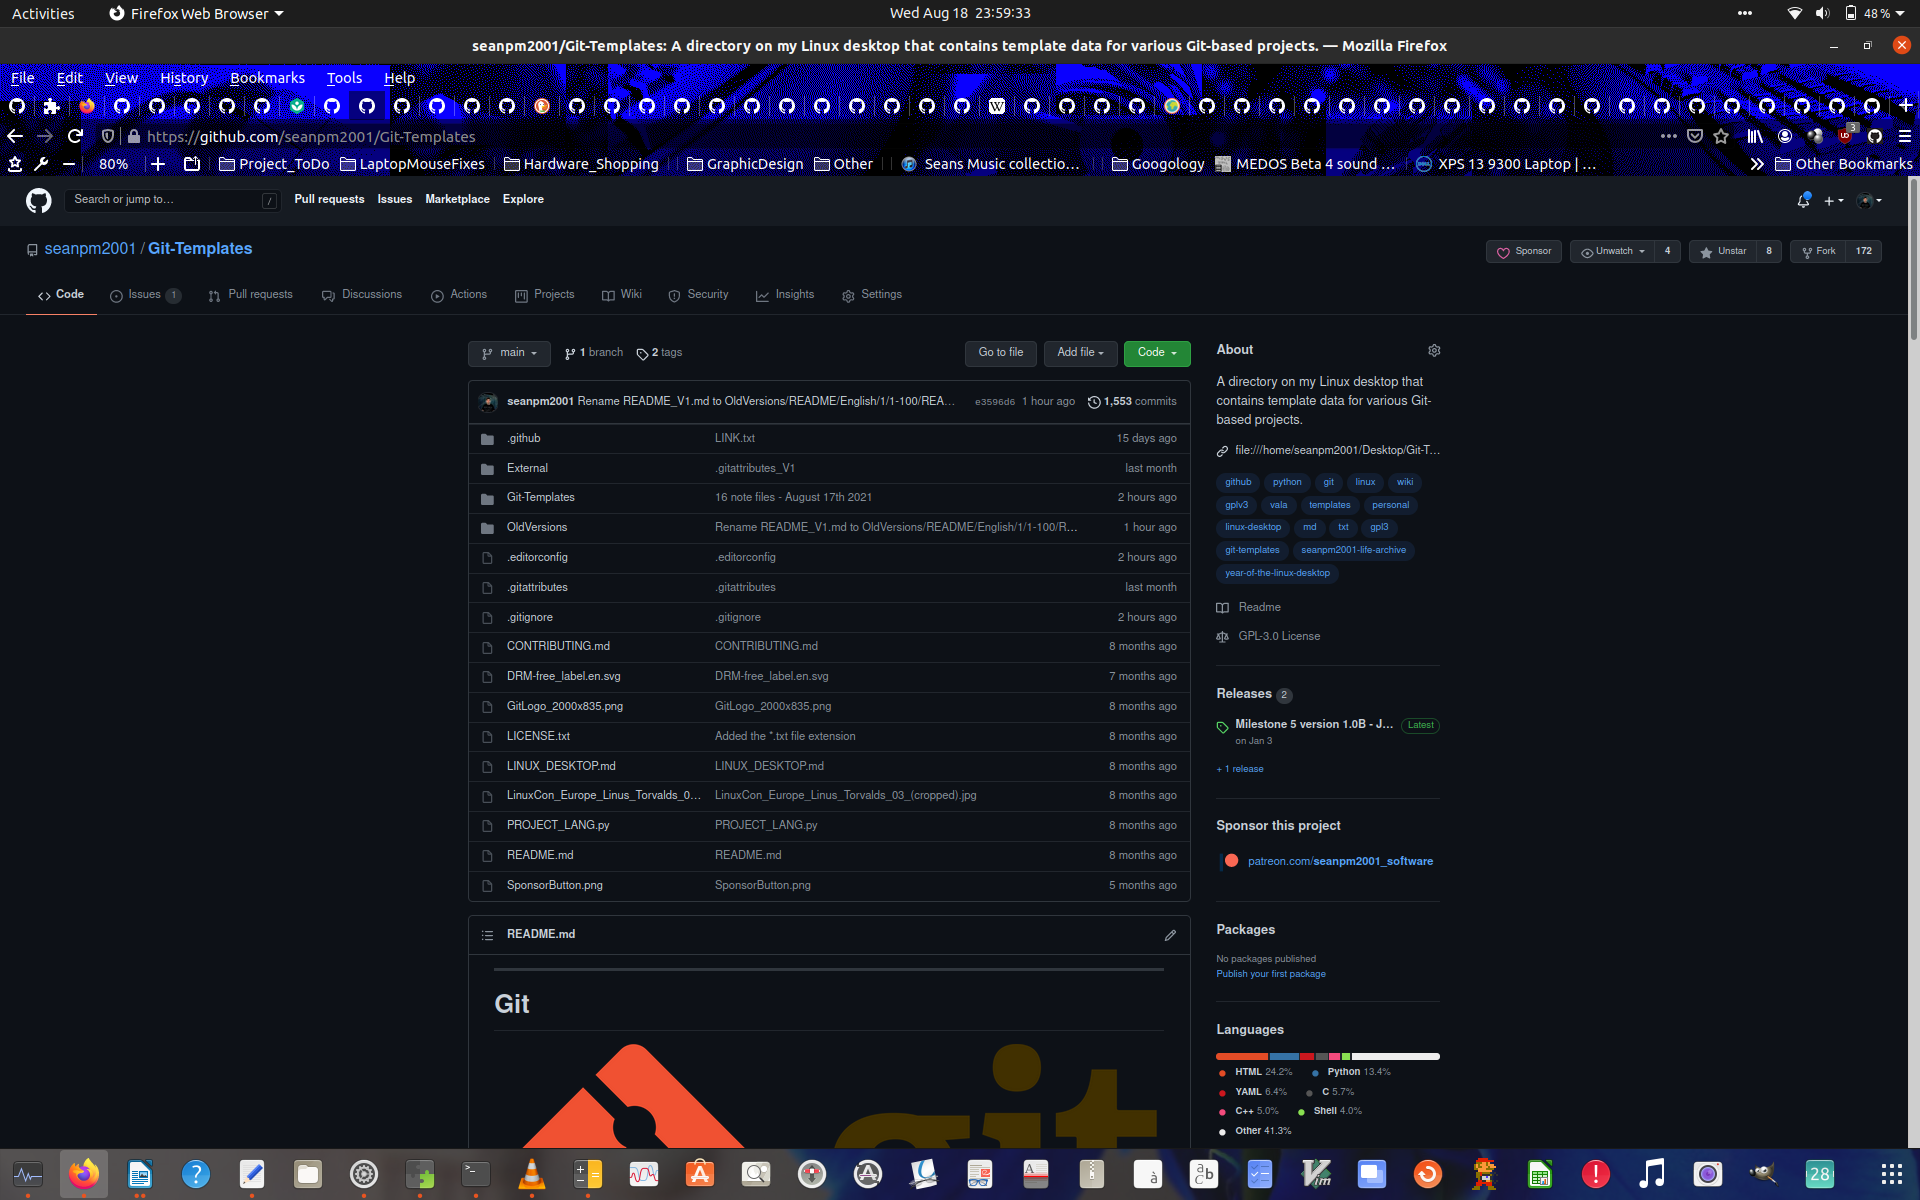 Activities
Firefox Web Browser
Wed Aug 18  23:59:33
48 %
seanpm2001/Git-Templates: A directory on my Linux desktop that contains template data for various Git-based projects. — Mozilla Firefox
File Edit View History Bookmarks Tools Help
https://github.com/seanpm2001/Git-Templates
3
80%
Project_ToDo LaptopMouseFixes Hardware_Shopping GraphicDesign Other Seans Music collectio… Googology MEDOS Beta 4 sound … XPS 13 9300 Laptop | … Other Bookmarks
Search or jump to… /
Pull requests Issues Marketplace Explore
seanpm2001 / Git-Templates
Sponsor Unwatch 4 Unstar 8 Fork 172
Code Issues 1 Pull requests Discussions Actions Projects Wiki Security Insights Settings
main 1 branch 2 tags Go to file Add file Code
seanpm2001 Rename README_V1.md to OldVersions/README/English/1/1-100/REA… e3596d6 1 hour ago 1,553 commits
.github LINK.txt 15 days ago
External .gitattributes_V1 last month
Git-Templates 16 note files - August 17th 2021 2 hours ago
OldVersions Rename README_V1.md to OldVersions/README/English/1/1-100/R… 1 hour ago
.editorconfig .editorconfig 2 hours ago
.gitattributes .gitattributes last month
.gitignore .gitignore 2 hours ago
CONTRIBUTING.md CONTRIBUTING.md 8 months ago
DRM-free_label.en.svg DRM-free_label.en.svg 7 months ago
GitLogo_2000x835.png GitLogo_2000x835.png 8 months ago
LICENSE.txt Added the *.txt file extension 8 months ago
LINUX_DESKTOP.md LINUX_DESKTOP.md 8 months ago
LinuxCon_Europe_Linus_Torvalds_0… LinuxCon_Europe_Linus_Torvalds_03_(cropped).jpg 8 months ago
PROJECT_LANG.py PROJECT_LANG.py 8 months ago
README.md README.md 8 months ago
SponsorButton.png SponsorButton.png 5 months ago
README.md
Git
git
About
A directory on my Linux desktop that
contains template data for various Git-
based projects.
file:///home/seanpm2001/Desktop/Git-T…
github python git linux wiki
gplv3 vala templates personal
linux-desktop md txt gpl3
git-templates seanpm2001-life-archive
year-of-the-linux-desktop
Readme
GPL-3.0 License
Releases 2
Milestone 5 version 1.0B - J… Latest
on Jan 3
+ 1 release
Sponsor this project
patreon.com/seanpm2001_software
Packages
No packages published
Publish your first package
Languages
HTML 24.2% Python 13.4%
YAML 6.4% C 5.7%
C++ 5.0% Shell 4.0%
Other 41.3%
28